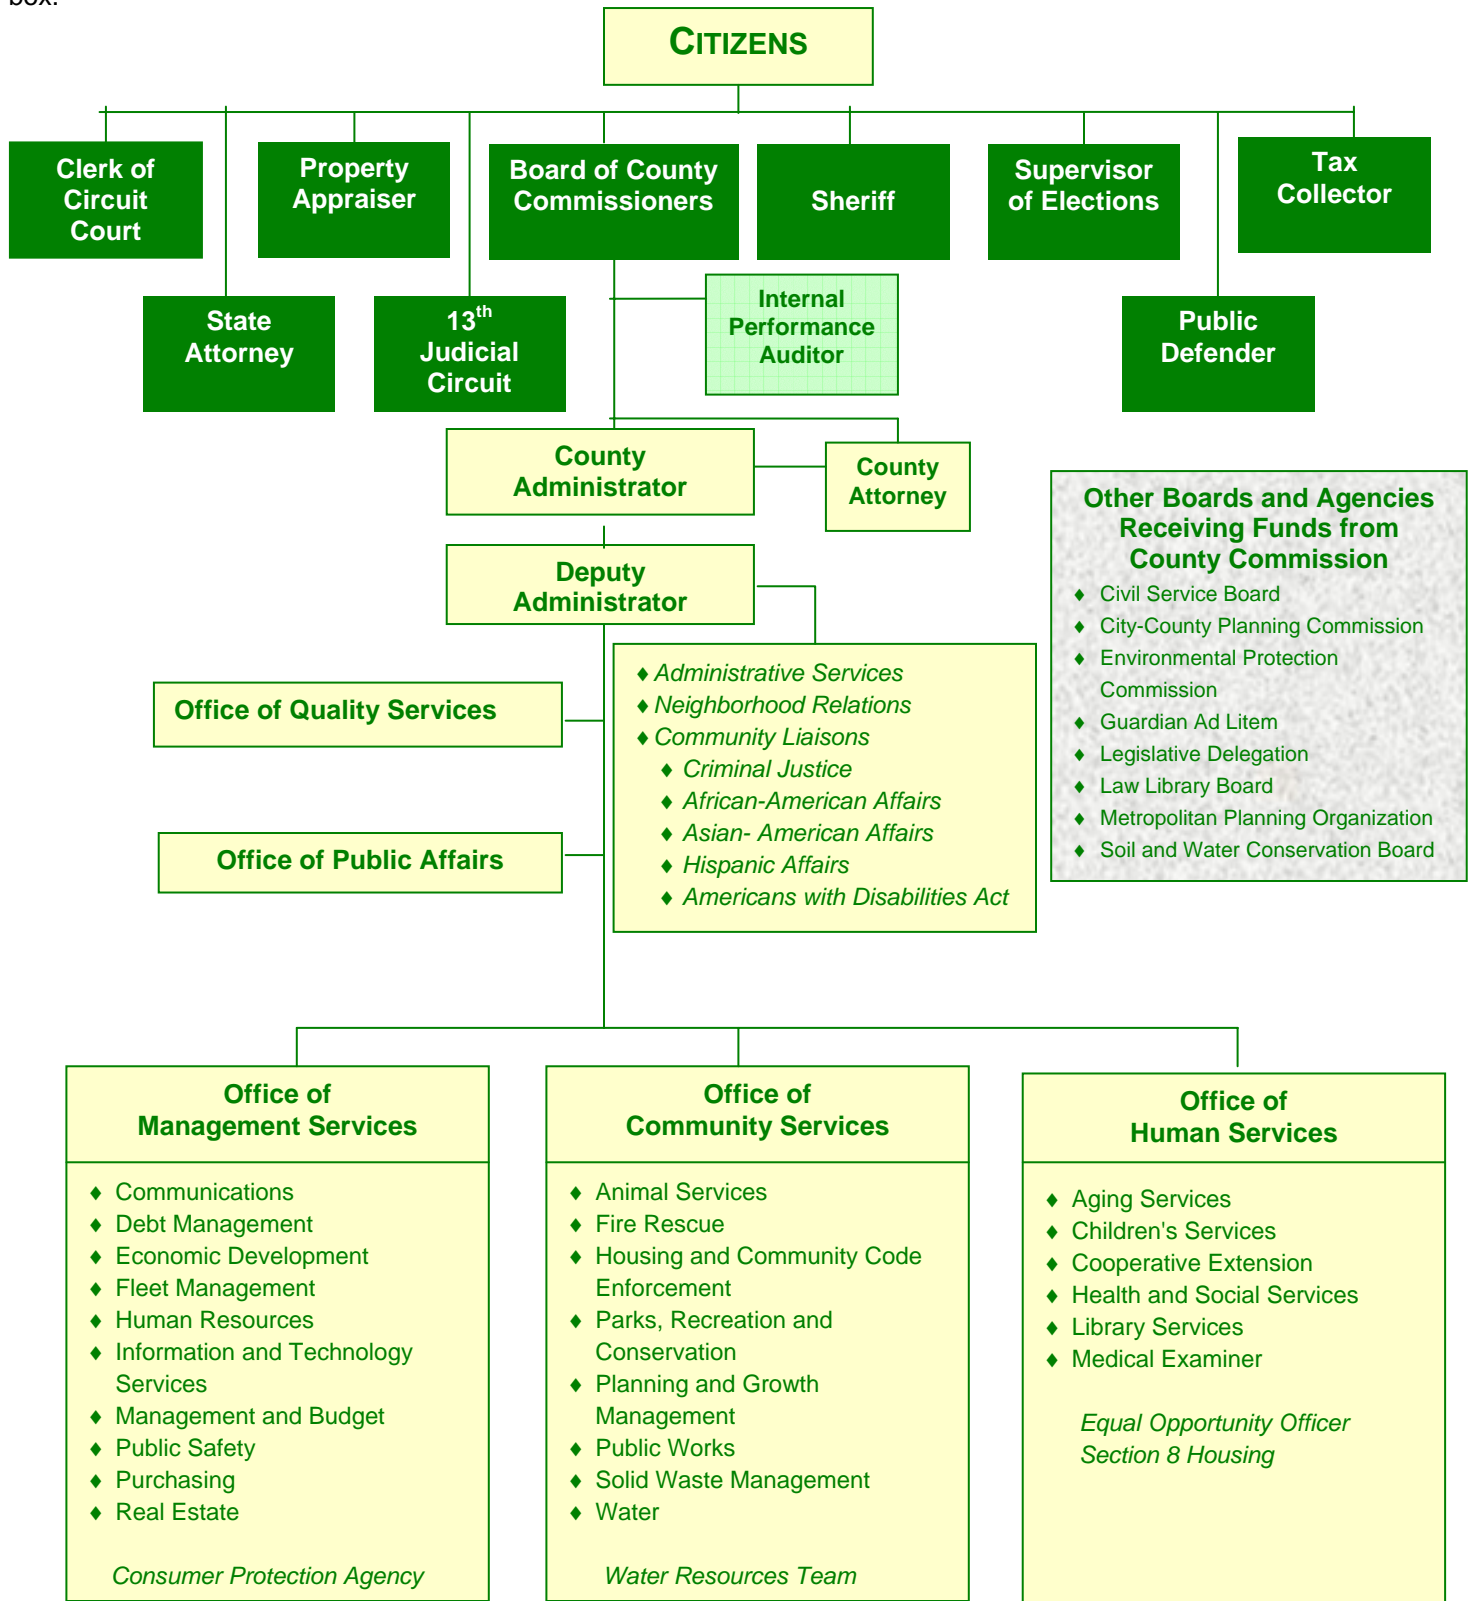 box.
CITIZENS
Clerk of
Circuit
Court
Property
Appraiser
Board of County
Commissioners
Sheriff
Supervisor
of Elections
Tax
Collector
State
Attorney
13th
Judicial
Circuit
Internal
Performance
Auditor
Public
Defender
County
Administrator
County
Attorney
Deputy
Administrator
Other Boards and Agencies
Receiving Funds from
County Commission
♦ Civil Service Board
♦ City-County Planning Commission
♦ Environmental Protection
Commission
♦ Guardian Ad Litem
♦ Legislative Delegation
♦ Law Library Board
♦ Metropolitan Planning Organization
♦ Soil and Water Conservation Board
♦ Administrative Services
♦ Neighborhood Relations
♦ Community Liaisons
♦ Criminal Justice
♦ African-American Affairs
♦ Asian- American Affairs
♦ Hispanic Affairs
♦ Americans with Disabilities Act
Office of Quality Services
Office of Public Affairs
Office of
Management Services
♦ Communications
♦ Debt Management
♦ Economic Development
♦ Fleet Management
♦ Human Resources
♦ Information and Technology
Services
♦ Management and Budget
♦ Public Safety
♦ Purchasing
♦ Real Estate
Consumer Protection Agency
Office of
Community Services
♦ Animal Services
♦ Fire Rescue
♦ Housing and Community Code
Enforcement
♦ Parks, Recreation and
Conservation
♦ Planning and Growth
Management
♦ Public Works
♦ Solid Waste Management
♦ Water
Water Resources Team
Office of
Human Services
♦ Aging Services
♦ Children's Services
♦ Cooperative Extension
♦ Health and Social Services
♦ Library Services
♦ Medical Examiner
Equal Opportunity Officer
Section 8 Housing